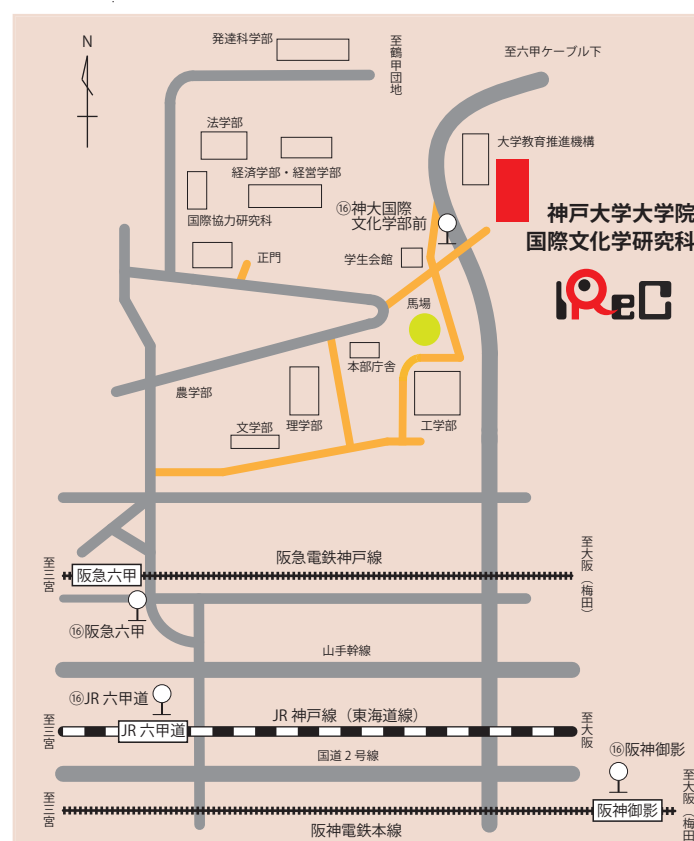 N
発達科学部
至鶴甲団地
至六甲ケーブル下
法学部
大学教育推進機構
経済学部・経営学部
国際協力研究科
⑯神大国際
文化学部前
神戸大学大学院
国際文化学研究科
正門
学生会館
IReC
馬場
本部庁舎
農学部
文学部
理学部
工学部
至三宮
阪急六甲
阪急電鉄神戸線
至大阪（梅田）
⑯阪急六甲
山手幹線
⑯JR 六甲道
至三宮
JR 六甲道
JR 神戸線（東海道線）
至大阪
国道 2 号線
⑯阪神御影
至三宮
阪神電鉄本線
阪神御影
至大阪（梅田